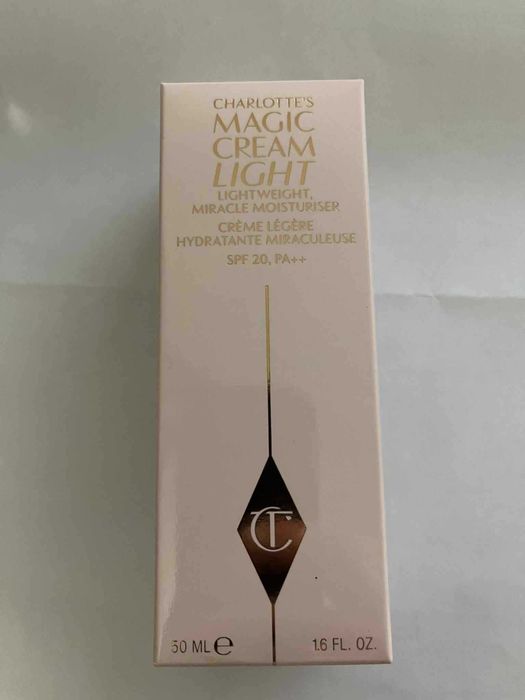 CHARLOTTE'S
MAGIC
CREAM
LIGHT
LIGHTWEIGHT,
MIRACLE MOISTURISER
CRÈME LÉGÈRE
HYDRATANTE MIRACULEUSE
SPF 20, PA++
CT
50 ML ℮ 1.6 FL. OZ.